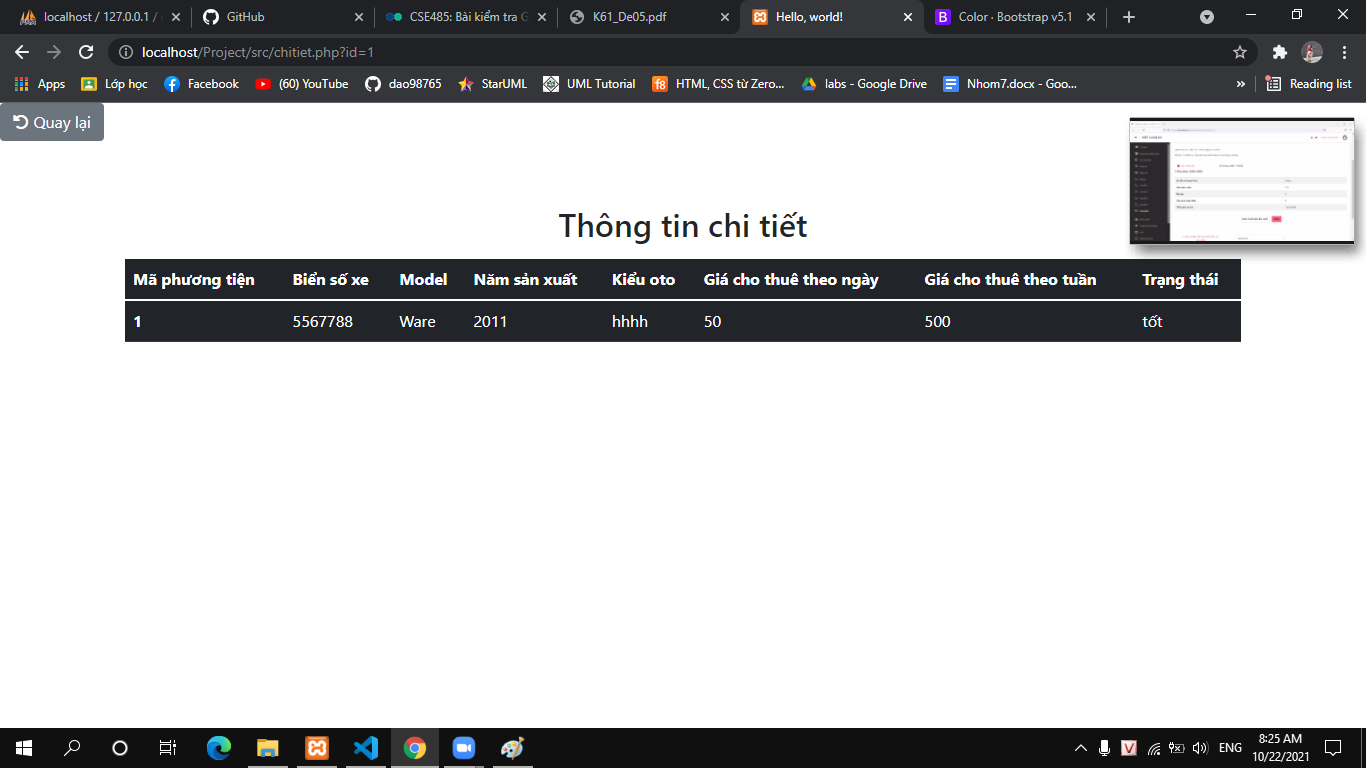 localhost / 127.0.0.1 /
GitHub
CSE485: Bài kiểm tra G
K61_De05.pdf
Hello, world!
Color · Bootstrap v5.1
localhost/Project/src/chitiet.php?id=1
Apps
Lớp học
Facebook
(60) YouTube
dao98765
StarUML
UML Tutorial
HTML, CSS từ Zero...
labs - Google Drive
Nhom7.docx - Goo...
»
Reading list
Quay lại
Thông tin chi tiết
Mã phương tiện Biển số xe Model Năm sản xuất Kiểu oto Giá cho thuê theo ngày Giá cho thuê theo tuần Trạng thái
1 5567788 Ware 2011 hhhh 50 500 tốt
ENG
8:25 AM
10/22/2021